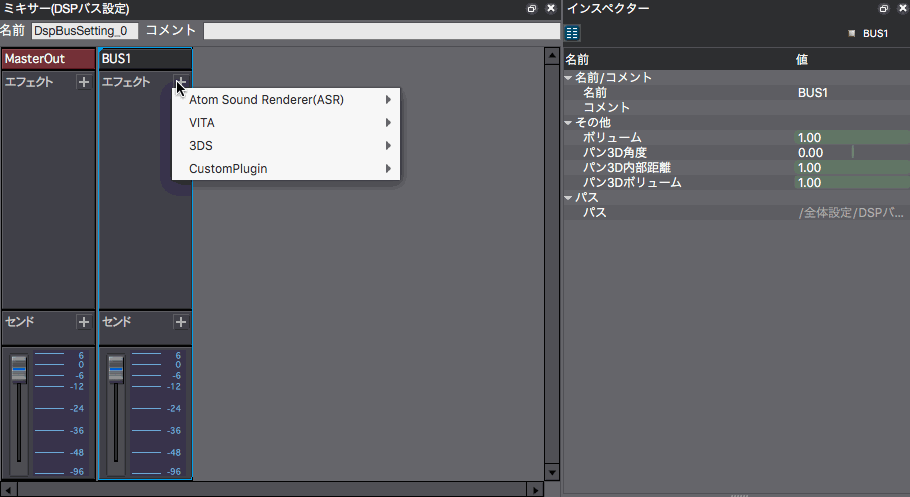 ミキサー(DSPバス設定)
名前 DspBusSetting_0 コメント
MasterOut BUS1
エフェクト + エフェクト +
Atom Sound Renderer(ASR)
VITA
3DS
CustomPlugin
センド + センド +
6 6
0 0
-6 -6
-12 -12
-24 -24
-36 -36
-48 -48
-96 -96
インスペクター
BUS1
名前 値
名前/コメント
名前 BUS1
コメント
その他
ボリューム 1.00
パン3D角度 0.00
パン3D内部距離 1.00
パン3Dボリューム 1.00
パス
パス /全体設定/DSPバ...